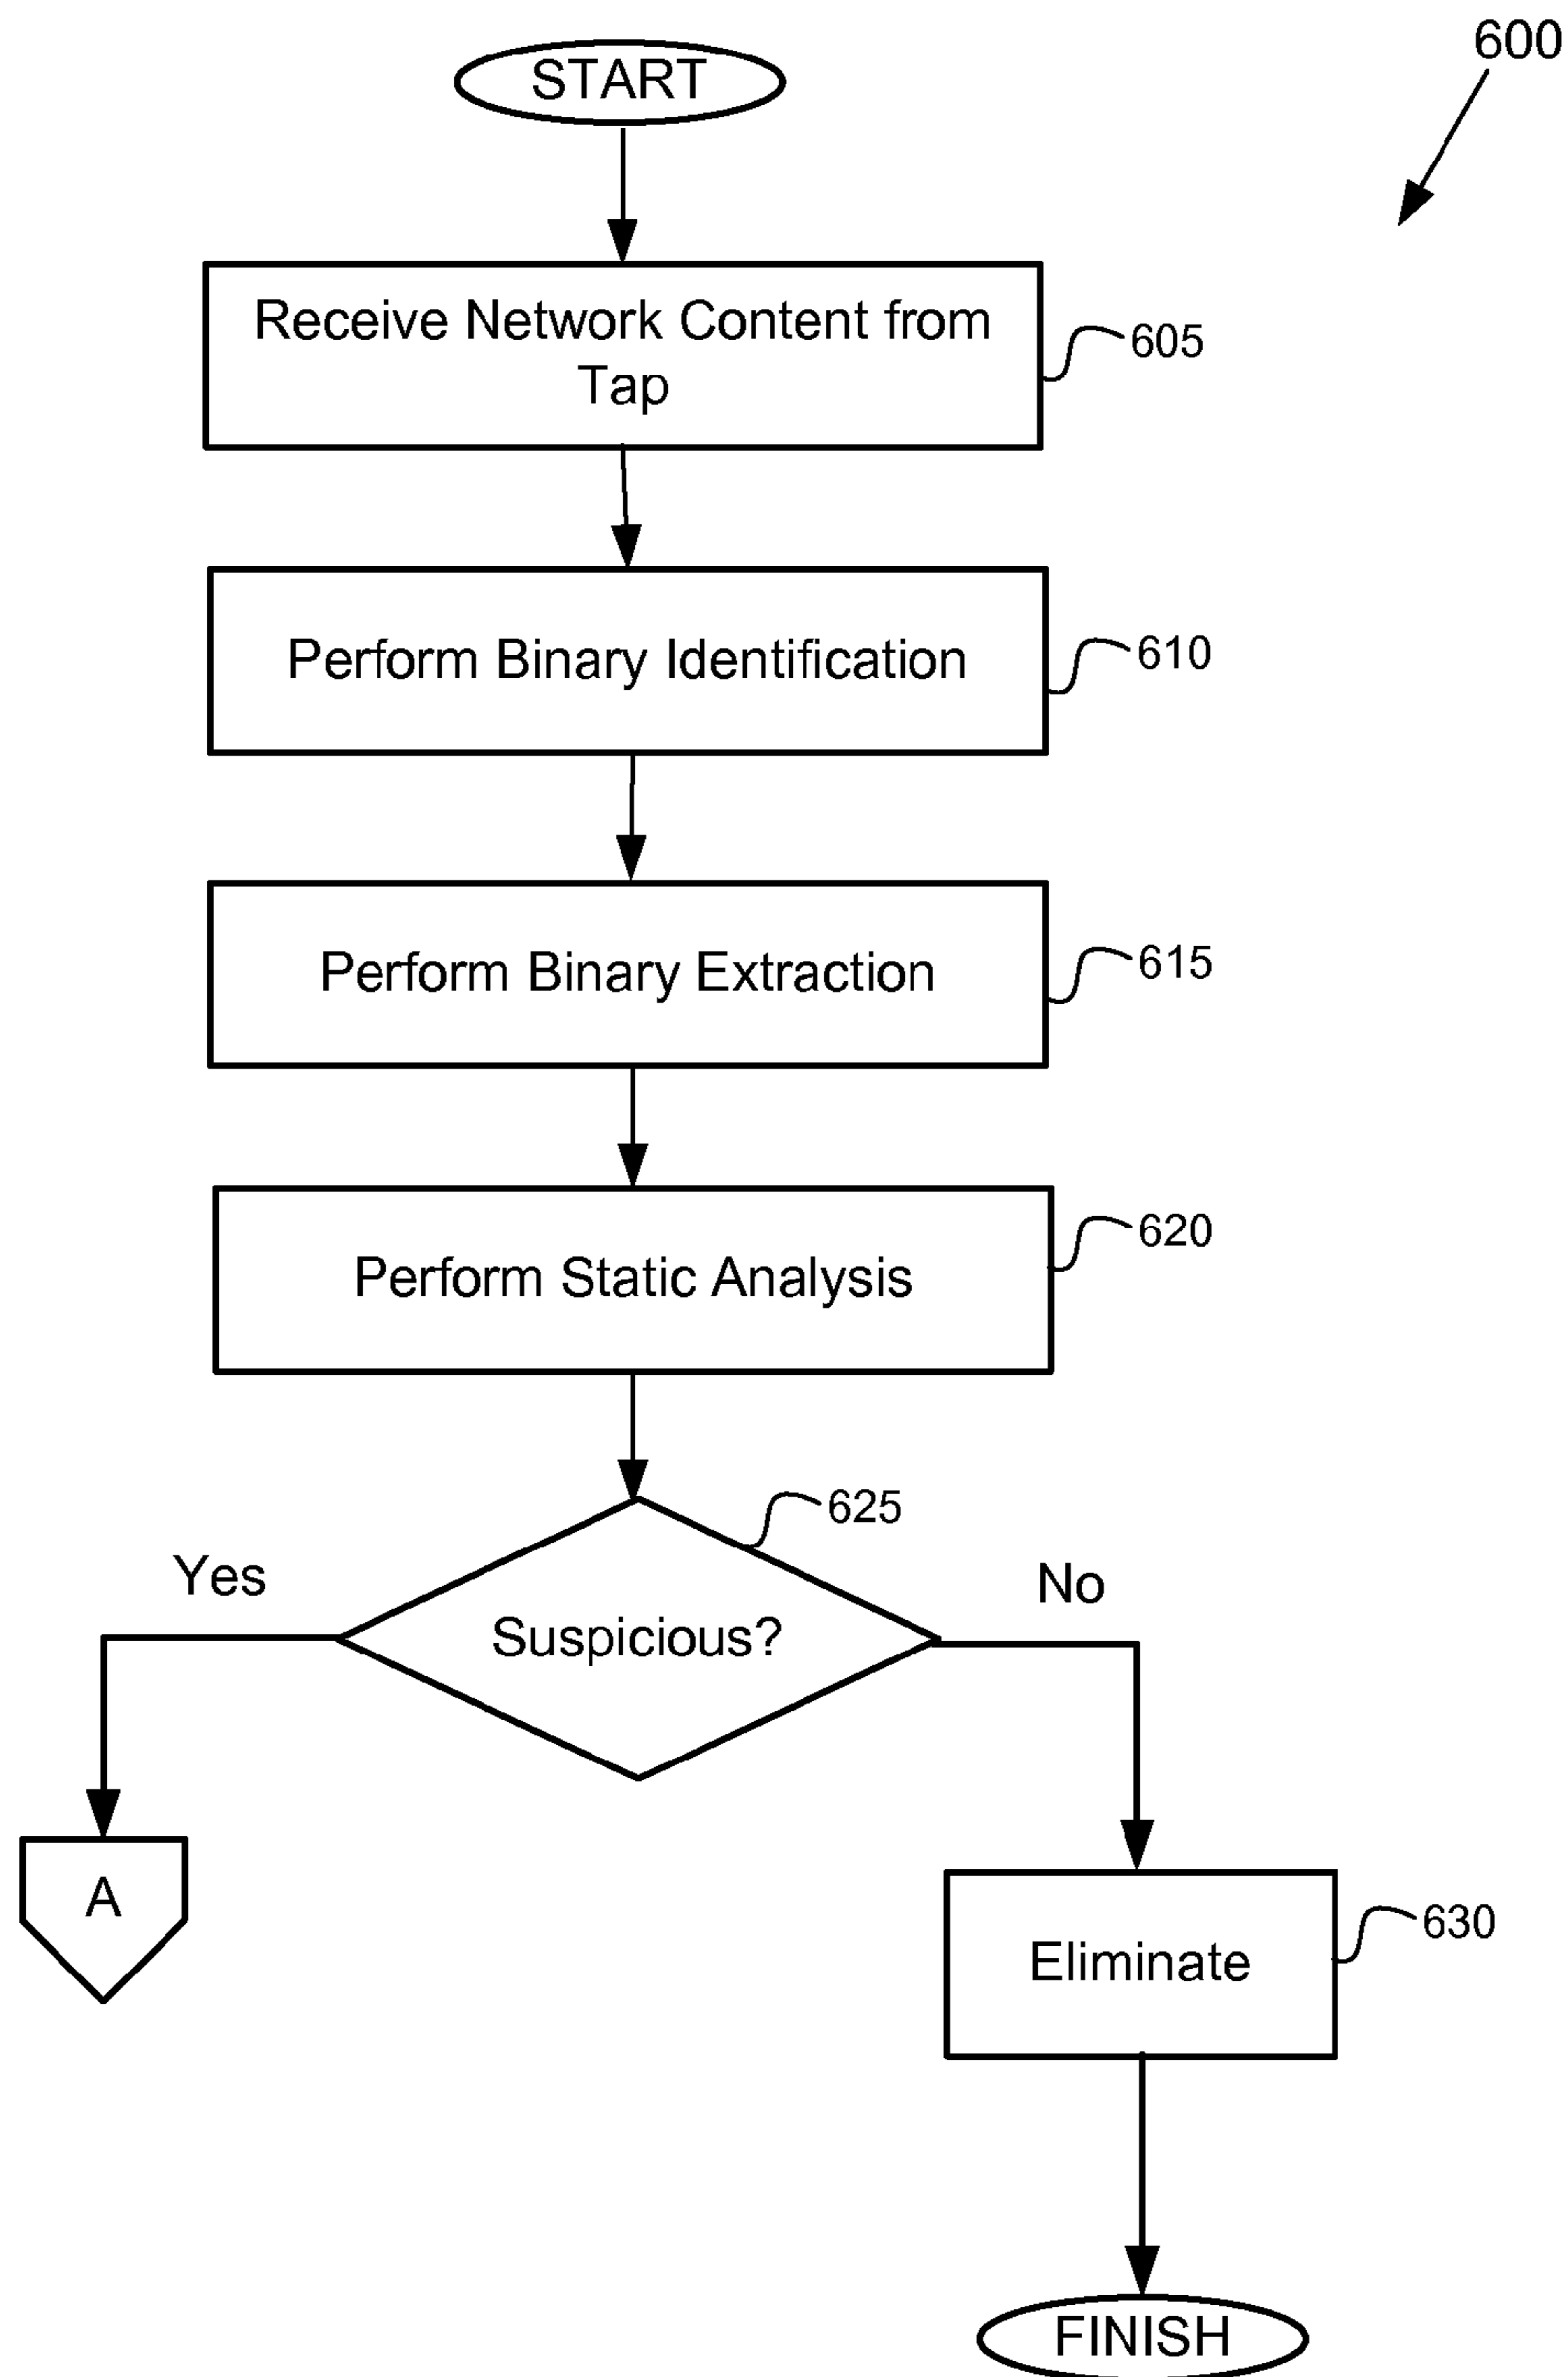 600
START
Receive Network Content from
Tap
605
Perform Binary Identification
610
Perform Binary Extraction
615
Perform Static Analysis
620
625
Yes
No
Suspicious?
A
Eliminate
630
FINISH